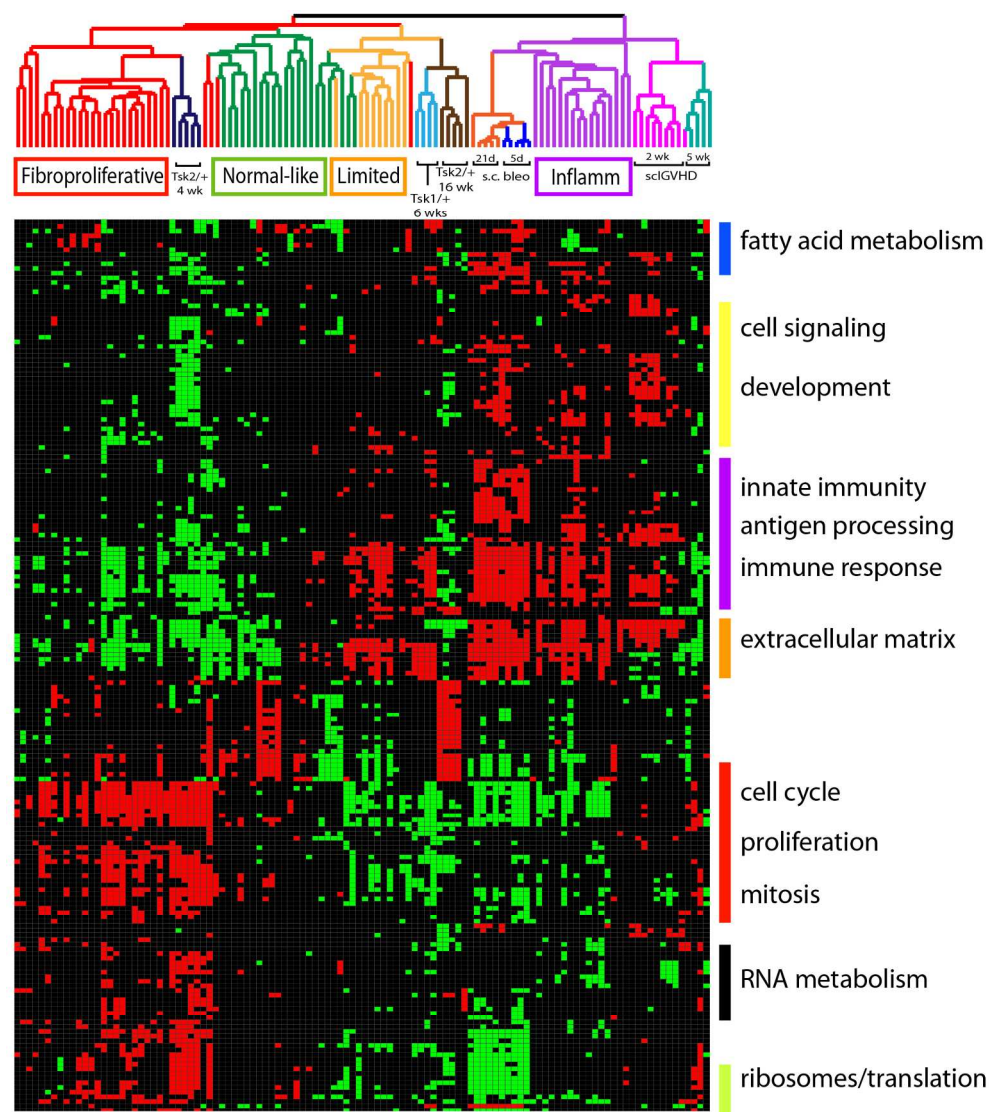 Fibroproliferative
Tsk2/+
4 wk
Normal-like
Limited
Tsk1/+
6 wks
Tsk2/+
16 wk
21d 5d
s.c. bleo
Inflamm
2 wk 5 wk
sclGVHD
fatty acid metabolism
cell signaling
development
innate immunity
antigen processing
immune response
extracellular matrix
cell cycle
proliferation
mitosis
RNA metabolism
ribosomes/translation